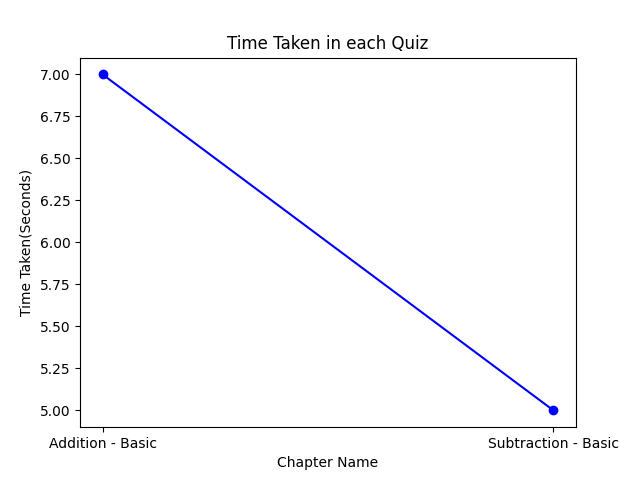 Time Taken in each Quiz
Time Taken(Seconds)
7.00
6.75
6.50
6.25
6.00
5.75
5.50
5.25
5.00
Addition - Basic
Subtraction - Basic
Chapter Name